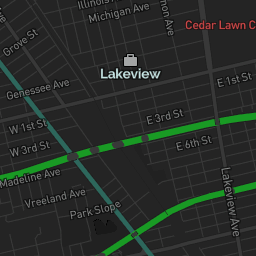 Illinois
Michigan Ave
Cedar Lawn C
Grove St
Lakeview
Genessee Ave
E 1st St
E 3rd St
W 1st St
W 3rd St
E 6th St
Madeline Ave
Vreeland Ave
Lakeview Ave
Park Slope